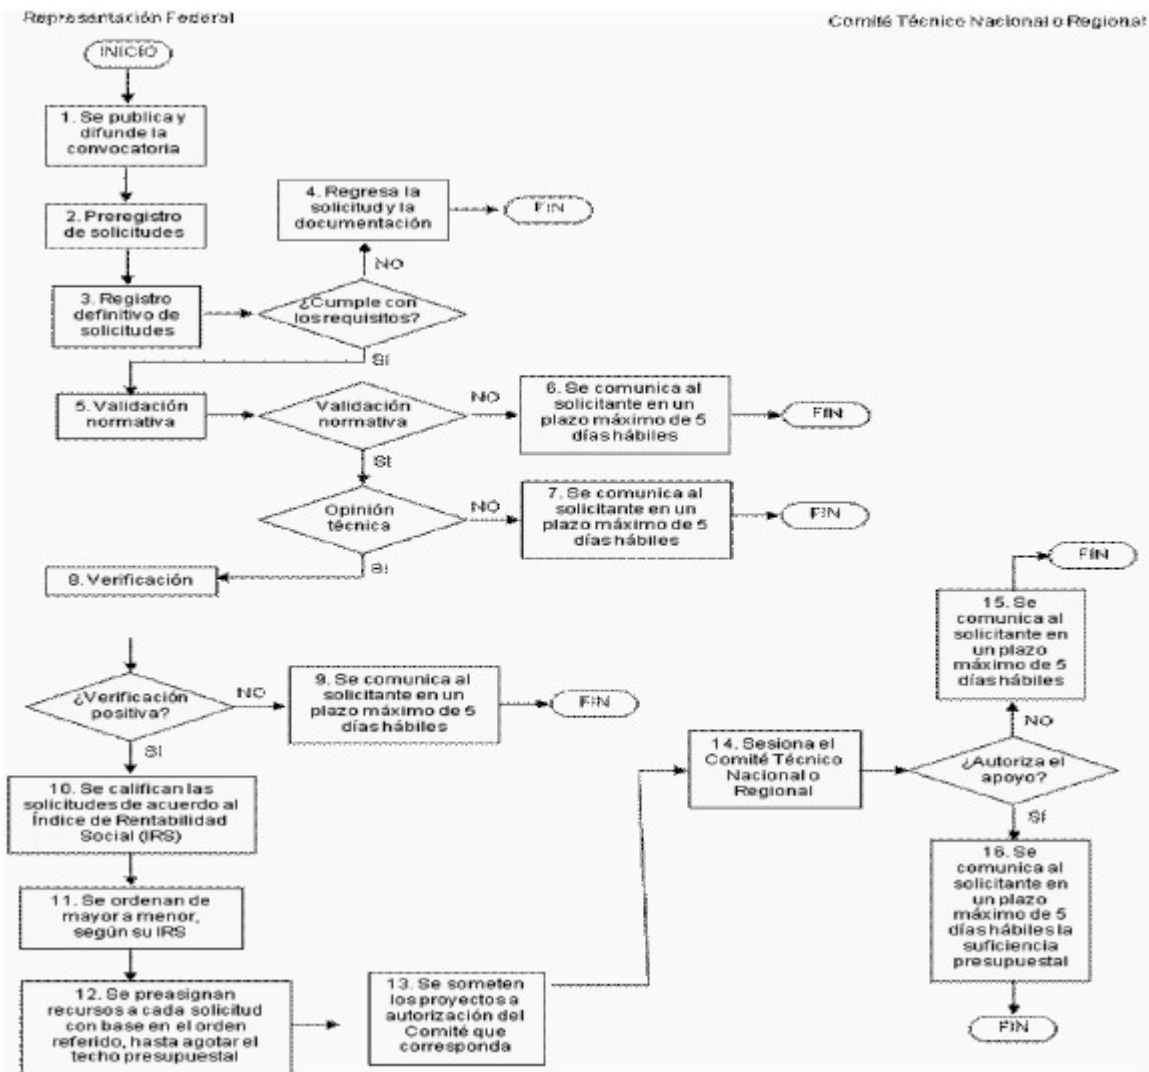 Representación Federal
Comité Técnico Nacional o Regional
INICIO
1. Se publica y
difunde la
convocatoria
2. Preregistro
de solicitudes
3. Registro
definitivo de
solicitudes
¿Cumple con
los requisitos?
NO
4. Regresa la
solicitud y la
documentación
FIN
SÍ
5. Validación
normativa
Validación
normativa
NO
6. Se comunica al
solicitante en un
plazo máximo de 5
días hábiles
FIN
SÍ
Opinión
técnica
NO
7. Se comunica al
solicitante en un
plazo máximo de 5
días hábiles
FIN
SÍ
8. Verificación
¿Verificación
positiva?
NO
9. Se comunica al
solicitante en un
plazo máximo de 5
días hábiles
FIN
SÍ
10. Se califican las
solicitudes de acuerdo al
Índice de Rentabilidad
Social (IRS)
11. Se ordenan de
mayor a menor,
según su IRS
12. Se preasignan
recursos a cada solicitud
con base en el orden
referido, hasta agotar el
techo presupuestal
13. Se someten
los proyectos a
autorización del
Comité que
corresponda
14. Sesiona el
Comité Técnico
Nacional o
Regional
¿Autoriza el
apoyo?
NO
15. Se
comunica al
solicitante en
un plazo
máximo de 5
días hábiles
FIN
SÍ
16. Se
comunica al
solicitante en
un plazo
máximo de 5
días hábiles la
suficiencia
presupuestal
FIN